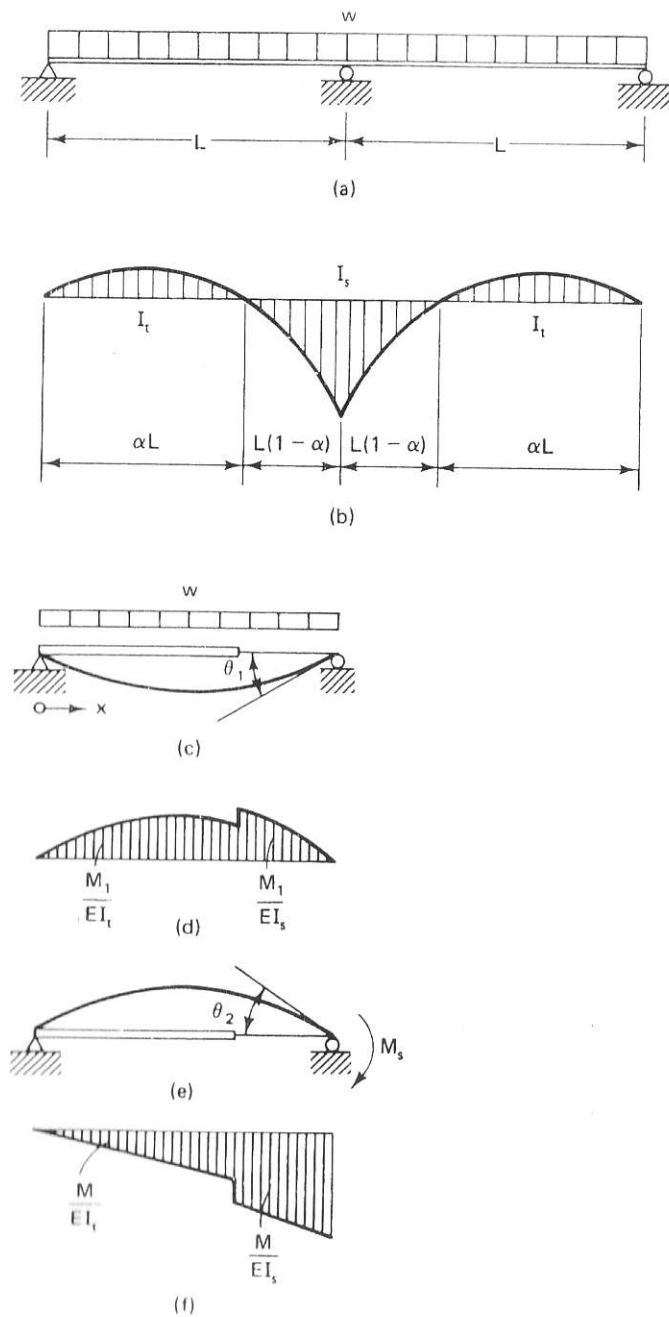 w
L L
(a)
I_s
I_t I_t
αL L(1 − α) L(1 − α) αL
(b)
w
θ_1
x
(c)
M_1 / EI_t M_1 / EI_s
(d)
θ_2
M_s
(e)
M / EI_t
M / EI_s
(f)